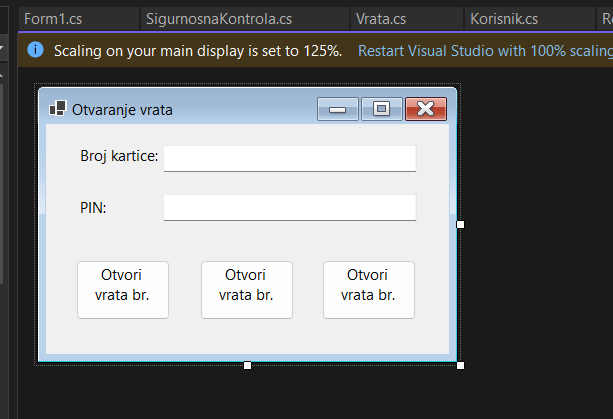 Form1.cs SigurnosnaKontrola.cs Vrata.cs Korisnik.cs
Scaling on your main display is set to 125%. Restart Visual Studio with 100% scaling
Otvaranje vrata
Broj kartice:
PIN:
Otvori vrata br.
Otvori vrata br.
Otvori vrata br.